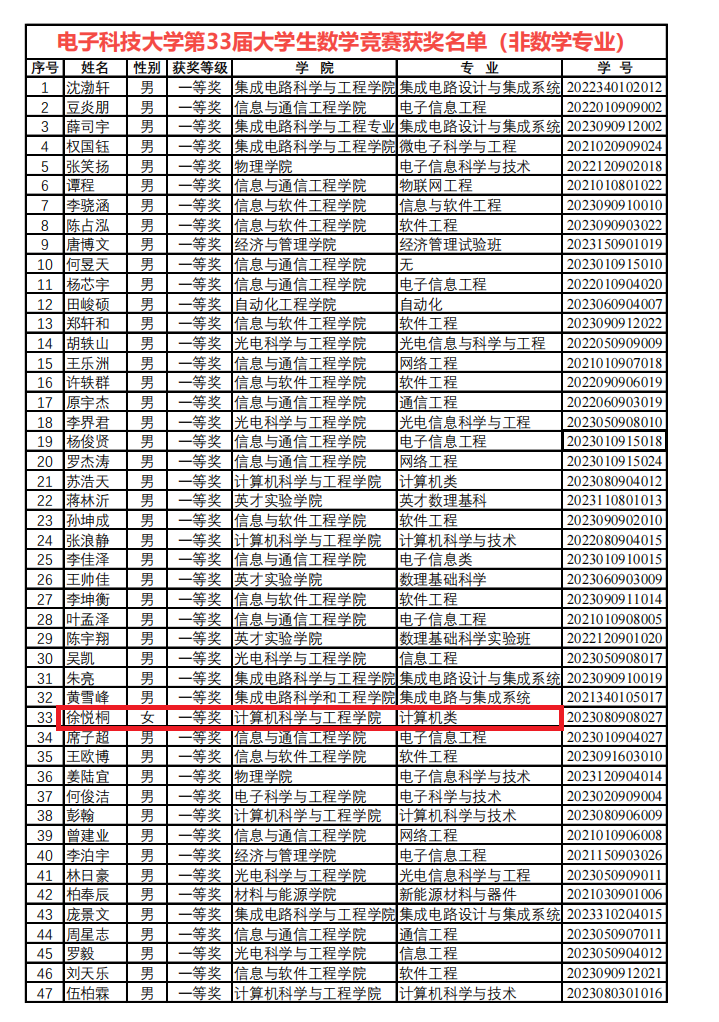 电子科技大学第33届大学生数学竞赛获奖名单（非数学专业）
序号 姓名 性别 获奖等级 学 院 专 业 学 号
1 沈渤轩 男 一等奖 集成电路科学与工程学院 集成电路设计与集成系统 2022340102012
2 豆炎朋 男 一等奖 信息与通信工程学院 电子信息工程 2022010909002
3 薛司宇 男 一等奖 集成电路科学与工程专业 集成电路设计与集成系统 2023090912002
4 权国钰 男 一等奖 集成电路科学与工程学院 微电子科学与工程 2021020909024
5 张笑扬 男 一等奖 物理学院 电子信息科学与技术 2022120902018
6 谭程 男 一等奖 信息与通信工程学院 物联网工程 2021010801022
7 李骁涵 男 一等奖 信息与软件工程学院 信息与软件工程 2023090910010
8 陈占泓 男 一等奖 信息与软件工程学院 软件工程 2023090903022
9 唐博文 男 一等奖 经济与管理学院 经济管理试验班 2023150901019
10 何昱天 男 一等奖 信息与通信工程学院 无 2023010915010
11 杨芯宇 男 一等奖 信息与通信工程学院 电子信息工程 2022010904020
12 田峻硕 男 一等奖 自动化工程学院 自动化 2023060904007
13 郑轩和 男 一等奖 信息与软件工程学院 软件工程 2023090912022
14 胡轶山 男 一等奖 光电科学与工程学院 光电信息与科学与工程 2022050909009
15 王乐洲 男 一等奖 信息与通信工程学院 网络工程 2021010907018
16 许轶群 男 一等奖 信息与软件工程学院 软件工程 2022090906019
17 原宇杰 男 一等奖 信息与通信工程学院 通信工程 2022060903019
18 李界君 男 一等奖 光电科学与工程学院 光电信息科学与工程 2023050908010
19 杨俊贤 男 一等奖 信息与通信工程学院 电子信息工程 2023010915018
20 罗杰涛 男 一等奖 信息与通信工程学院 网络工程 2023010915024
21 苏浩天 男 一等奖 计算机科学与工程学院 计算机类 2023080904012
22 蒋林沂 男 一等奖 英才实验学院 英才数理基科 2023110801013
23 孙坤成 男 一等奖 信息与软件工程学院 软件工程 2023090902010
24 张浪静 男 一等奖 计算机科学与工程学院 计算机科学与技术 2022080904015
25 李佳泽 男 一等奖 信息与通信工程学院 电子信息类 2023010910015
26 王帅佳 男 一等奖 英才实验学院 数理基础科学 2023060903009
27 李坤衡 男 一等奖 信息与软件工程学院 软件工程 2023090911014
28 叶孟泽 男 一等奖 信息与通信工程学院 电子信息工程 2021010908005
29 陈宇翔 男 一等奖 英才实验学院 数理基础科学实验班 2022120901020
30 吴凯 男 一等奖 光电科学与工程学院 信息工程 2023050908017
31 朱亮 男 一等奖 集成电路科学与工程学院 集成电路设计与集成系统 2023090910019
32 黄雪峰 男 一等奖 集成电路科学和工程学院 集成电路与集成系统 2021340105017
33 徐悦桐 女 一等奖 计算机科学与工程学院 计算机类 2023080908027
34 席子超 男 一等奖 信息与通信工程学院 电子信息工程 2023010904027
35 王欧博 男 一等奖 信息与软件工程学院 软件工程 2023091603010
36 姜陆宜 男 一等奖 物理学院 电子信息科学与技术 2023120904014
37 何俊洁 男 一等奖 电子科学与工程学院 电子科学与技术 2023020909004
38 彭翰 男 一等奖 计算机科学与工程学院 计算机科学与技术 2023080906009
39 曾建业 男 一等奖 信息与通信工程学院 网络工程 2021010906008
40 李泊宇 男 一等奖 经济与管理学院 电子信息工程 2021150903026
41 林日豪 男 一等奖 光电科学与工程学院 光电信息科学与工程 2023050909011
42 柏奉辰 男 一等奖 材料与能源学院 新能源材料与器件 2021030901006
43 庞景文 男 一等奖 集成电路科学与工程学院 集成电路设计与集成系统 2023310204015
44 周星志 男 一等奖 信息与通信工程学院 通信工程 2023050907011
45 罗毅 男 一等奖 光电科学与工程学院 信息工程 2023050904012
46 刘天乐 男 一等奖 信息与软件工程学院 软件工程 2023090912021
47 伍柏霖 男 一等奖 计算机科学与工程学院 计算机科学与技术 2023080301016